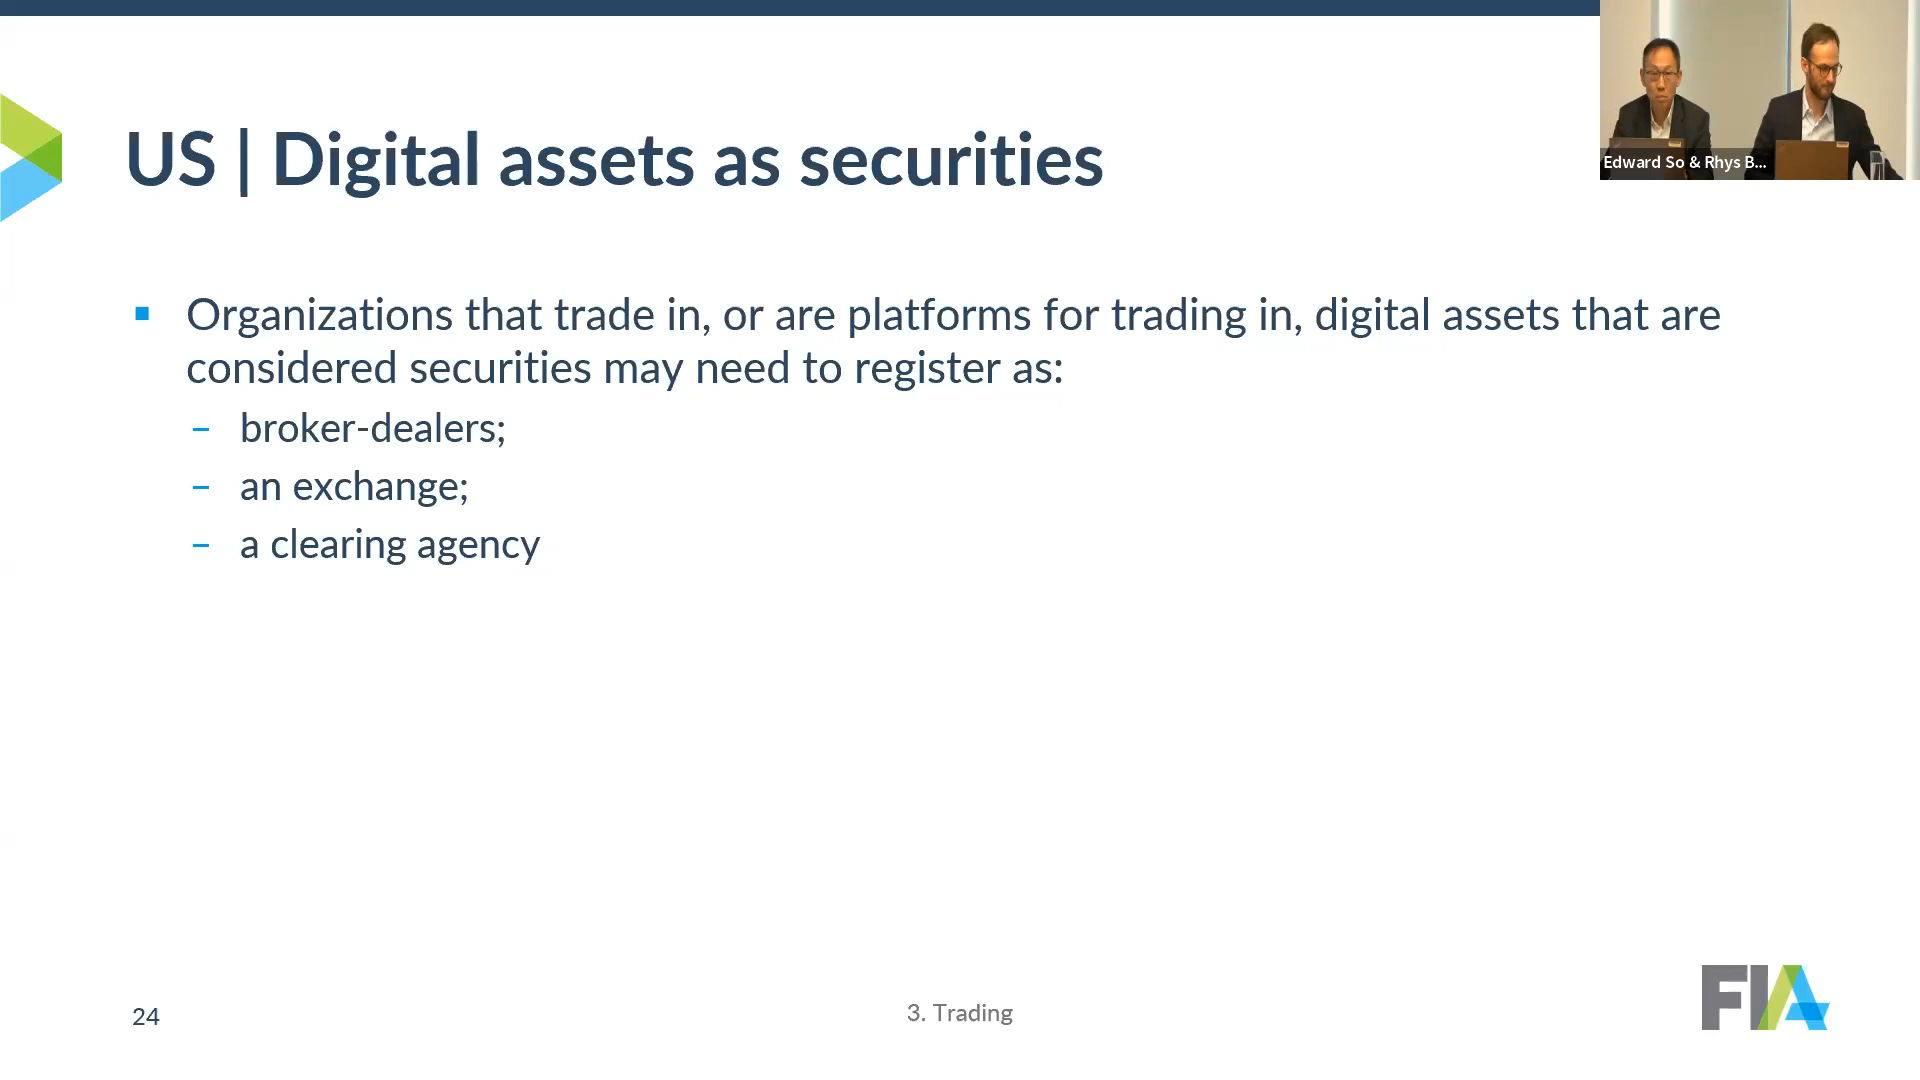 US | Digital assets as securities
Edward So & Rhys B...
▪ Organizations that trade in, or are platforms for trading in, digital assets that are
considered securities may need to register as:
– broker-dealers;
– an exchange;
– a clearing agency
24
3. Trading
FIA